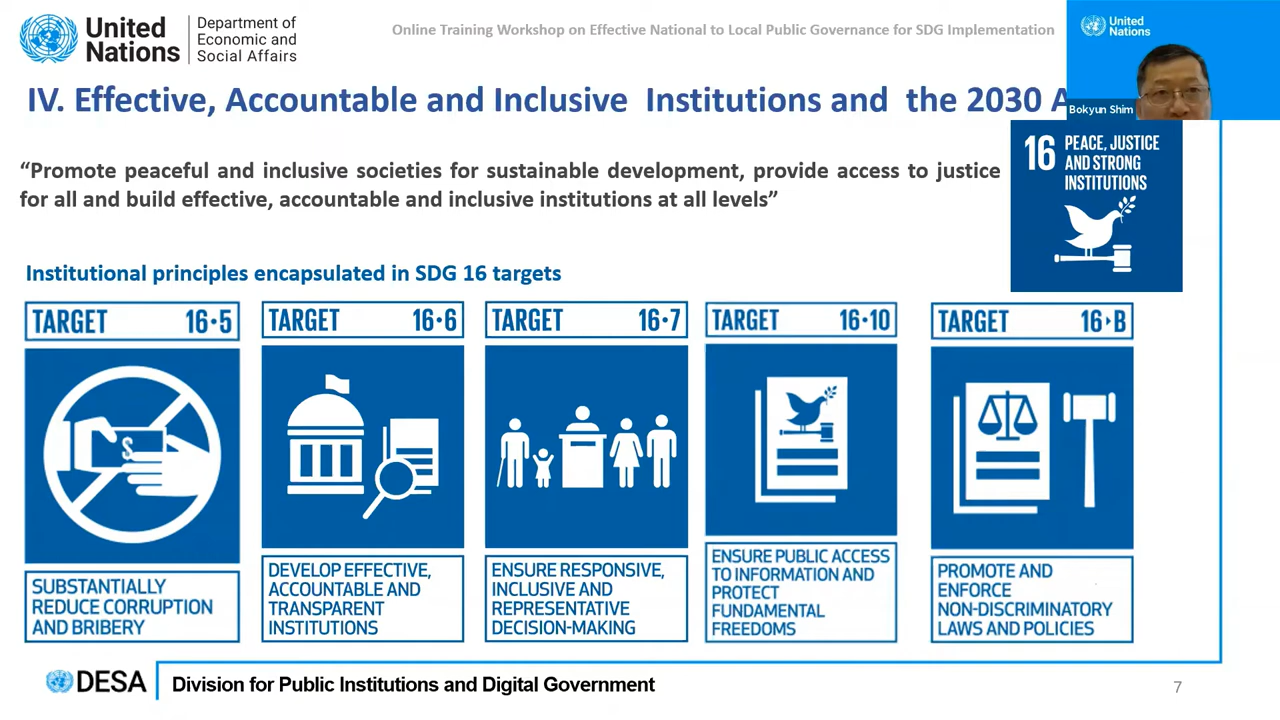 United
Nations
Department of
Economic and
Social Affairs
Online Training Workshop on Effective National to Local Public Governance for SDG Implementation
United
Nations
Bokyun Shim
IV. Effective, Accountable and Inclusive Institutions and the 2030 A
“Promote peaceful and inclusive societies for sustainable development, provide access to justice
for all and build effective, accountable and inclusive institutions at all levels”
16 PEACE, JUSTICE
AND STRONG
INSTITUTIONS
Institutional principles encapsulated in SDG 16 targets
TARGET 16·5
$
SUBSTANTIALLY
REDUCE CORRUPTION
AND BRIBERY
TARGET 16·6
DEVELOP EFFECTIVE,
ACCOUNTABLE AND
TRANSPARENT
INSTITUTIONS
TARGET 16·7
ENSURE RESPONSIVE,
INCLUSIVE AND
REPRESENTATIVE
DECISION-MAKING
TARGET 16·10
ENSURE PUBLIC ACCESS
TO INFORMATION AND
PROTECT
FUNDAMENTAL
FREEDOMS
TARGET 16‣B
PROMOTE AND
ENFORCE
NON-DISCRIMINATORY
LAWS AND POLICIES
DESA Division for Public Institutions and Digital Government
7